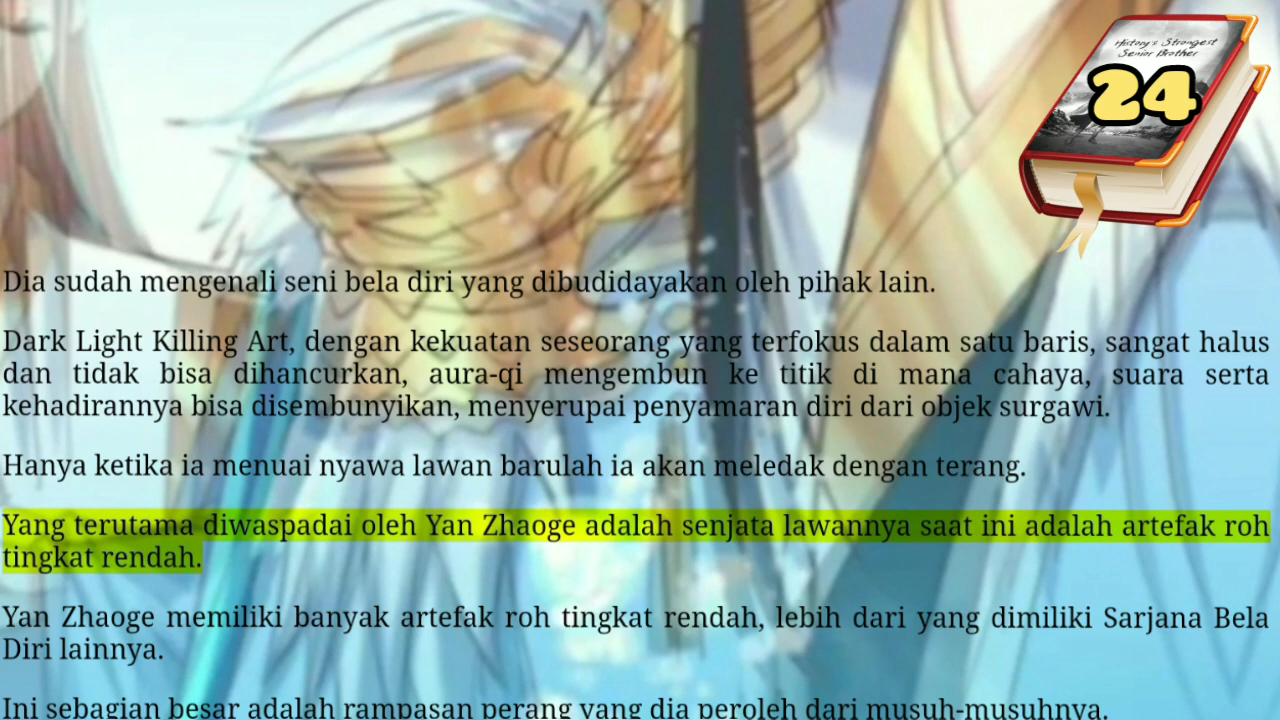 History's Strongest
Senior Brother
24
Dia sudah mengenali seni bela diri yang dibudidayakan oleh pihak lain.
Dark Light Killing Art, dengan kekuatan seseorang yang terfokus dalam satu baris, sangat halus
dan tidak bisa dihancurkan, aura-qi mengembun ke titik di mana cahaya, suara serta
kehadirannya bisa disembunyikan, menyerupai penyamaran diri dari objek surgawi.
Hanya ketika ia menuai nyawa lawan barulah ia akan meledak dengan terang.
Yang terutama diwaspadai oleh Yan Zhaoge adalah senjata lawannya saat ini adalah artefak roh
tingkat rendah.
Yan Zhaoge memiliki banyak artefak roh tingkat rendah, lebih dari yang dimiliki Sarjana Bela
Diri lainnya.
Ini sebagian besar adalah rampasan perang yang dia peroleh dari musuh-musuhnya.